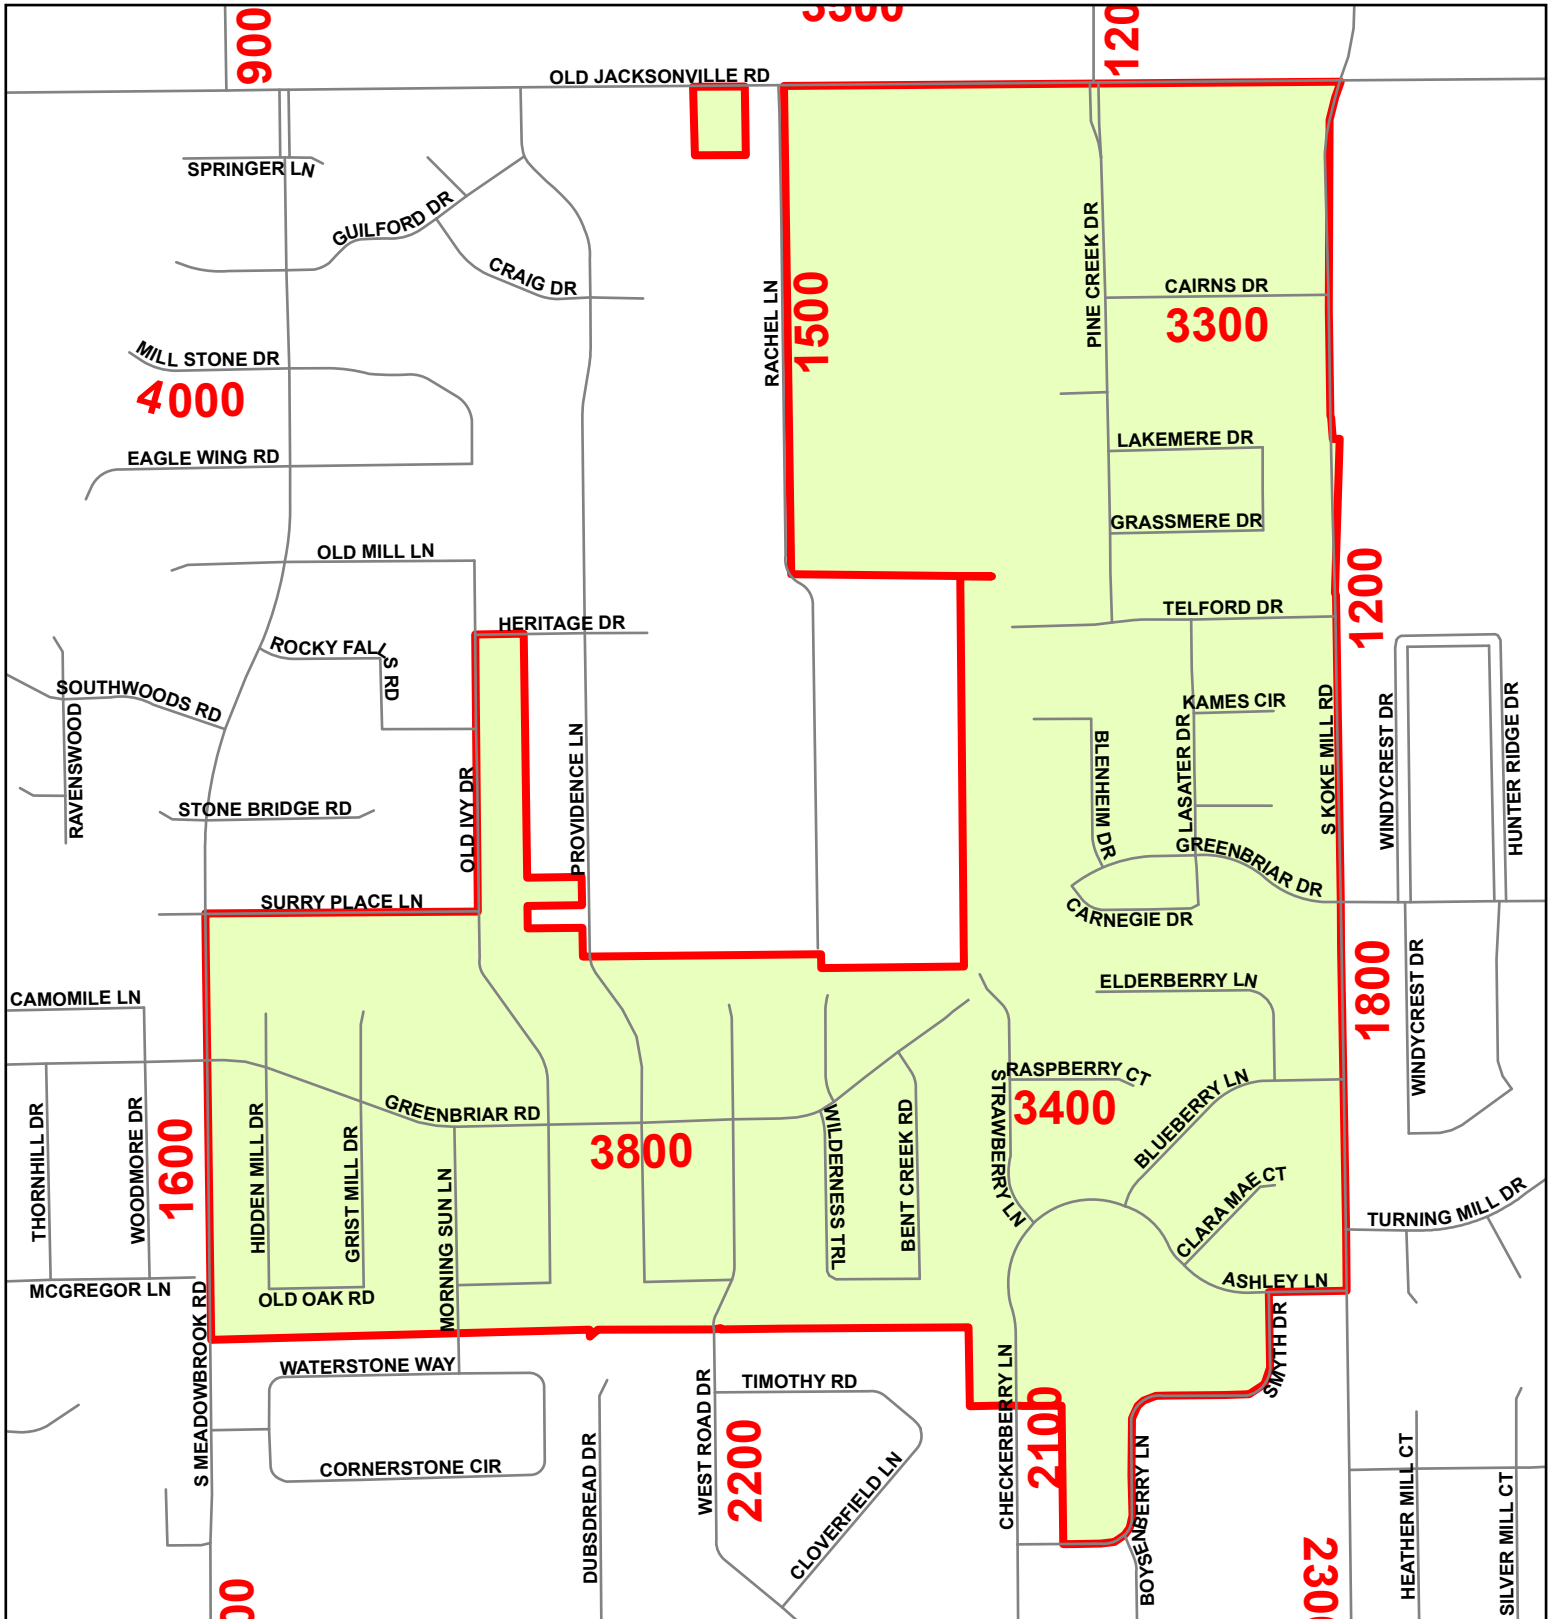 900
3500
120
OLD JACKSONVILLE RD
SPRINGER LN
GUILFORD DR
CRAIG DR
RACHEL LN
1500
PINE CREEK DR
CAIRNS DR
3300
MILL STONE DR
4000
EAGLE WING RD
LAKEMERE DR
GRASSMERE DR
OLD MILL LN
HERITAGE DR
TELFORD DR
1200
ROCKY FALLS RD
SOUTHWOODS RD
RAVENSWOOD
STONE BRIDGE RD
OLD IVY DR
PROVIDENCE LN
KAMES CIR
BLENHEIM DR
LASATER DR
S KOKE MILL RD
WINDYCREST DR
HUNTER RIDGE DR
GREENBRIAR DR
CARNEGIE DR
SURRY PLACE LN
CAMOMILE LN
ELDERBERRY LN
1800
WINDYCREST DR
RASPBERRY CT
3400
STRAWBERRY LN
BLUEBERRY LN
GREENBRIAR RD
3800
THORNHILL DR
WOODMORE DR
1600
HIDDEN MILL DR
GRIST MILL DR
MORNING SUN LN
WILDERNESS TRL
BENT CREEK RD
CLARA MAE CT
TURNING MILL DR
MCGREGOR LN
OLD OAK RD
ASHLEY LN
S MEADOWBROOK RD
WATERSTONE WAY
TIMOTHY RD
SMYTH DR
CHECKERBERRY LN
2100
WEST ROAD DR
2200
CORNERSTONE CIR
DUBSDREAD DR
CLOVERFIELD LN
BOYSENBERRY LN
HEATHER MILL CT
SILVER MILL CT
2300
00